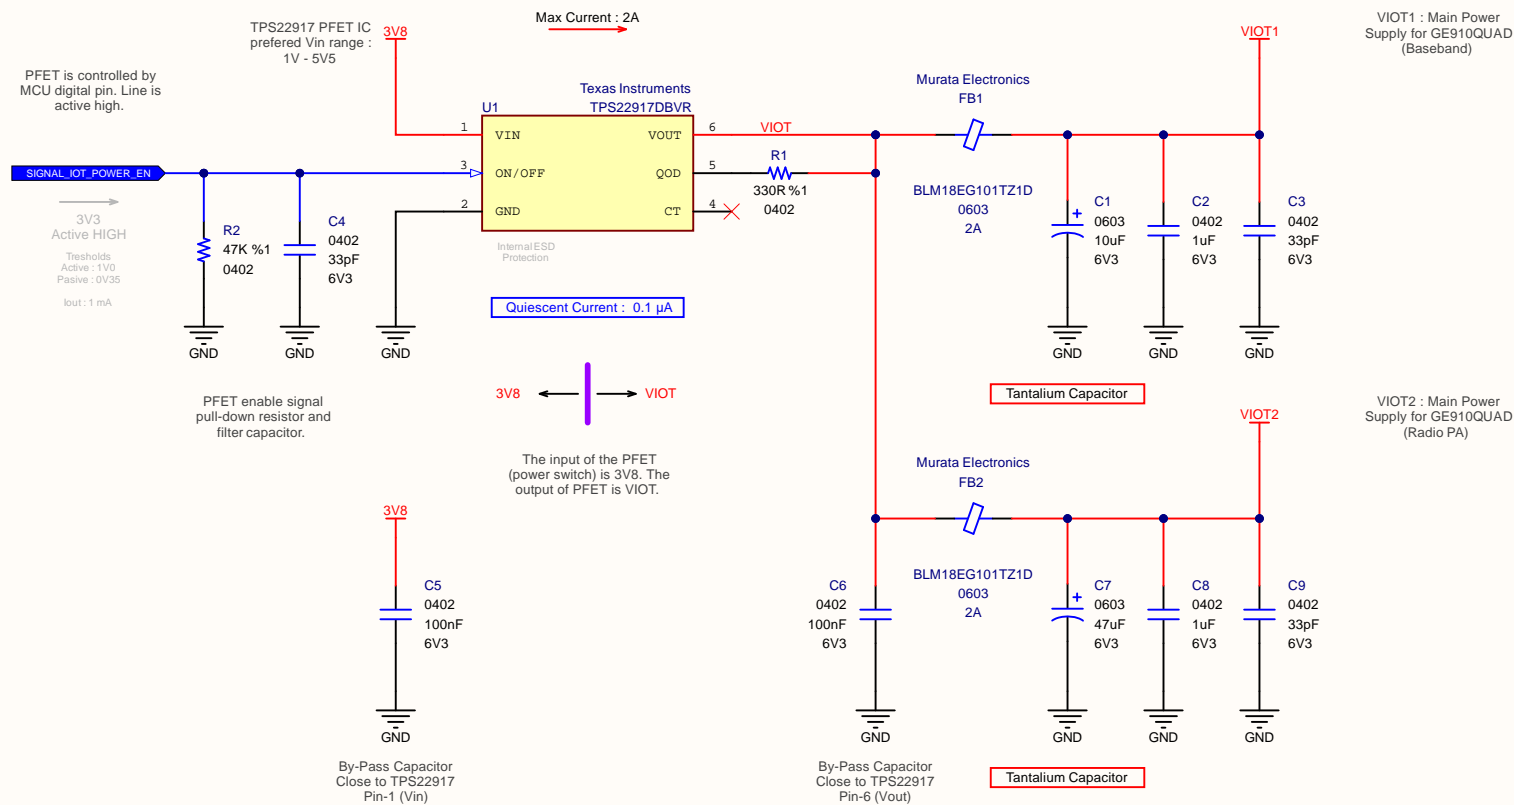 TPS22917 PFET IC
prefered Vin range :
1V - 5V5
3V8
Max Current : 2A
VIOT1
VIOT1 : Main Power
Supply for GE910QUAD
(Baseband)
PFET is controlled by
MCU digital pin. Line is
active high.
Texas Instruments
U1
TPS22917DBVR
1
VIN
VOUT
6
VIOT
Murata Electronics
FB1
SIGNAL_IOT_POWER_EN
3
ON/OFF
QOD
5
R1
330R %1
0402
BLM18EG101TZ1D
0603
2A
2
GND
CT
4
3V3
Active HIGH
Tresholds
Active : 1V0
Pasive : 0V35
Iout : 1 mA
R2
47K %1
0402
C4
0402
33pF
6V3
Internal ESD
Protection
+
C1
0603
10uF
6V3
C2
0402
1uF
6V3
C3
0402
33pF
6V3
Quiescent Current : 0.1 µA
GND
GND
GND
GND
GND
GND
PFET enable signal
pull-down resistor and
filter capacitor.
3V8
VIOT
Tantalium Capacitor
The input of the PFET
(power switch) is 3V8. The
output of PFET is VIOT.
VIOT2
VIOT2 : Main Power
Supply for GE910QUAD
(Radio PA)
Murata Electronics
FB2
3V8
C5
0402
100nF
6V3
C6
0402
100nF
6V3
BLM18EG101TZ1D
0603
2A
+
C7
0603
47uF
6V3
C8
0402
1uF
6V3
C9
0402
33pF
6V3
GND
GND
GND
GND
GND
By-Pass Capacitor
Close to TPS22917
Pin-1 (Vin)
By-Pass Capacitor
Close to TPS22917
Pin-6 (Vout)
Tantalium Capacitor